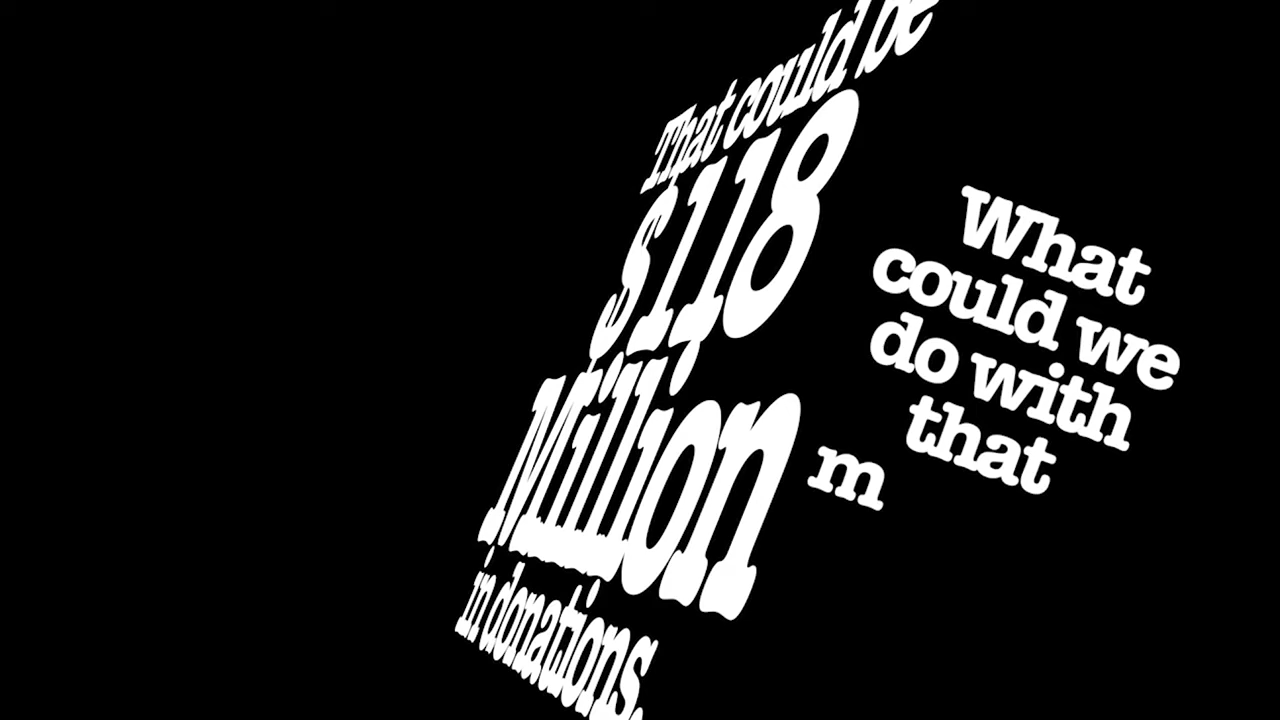 That could be
$118
Million
in donations.
What
could we
do with
that
m